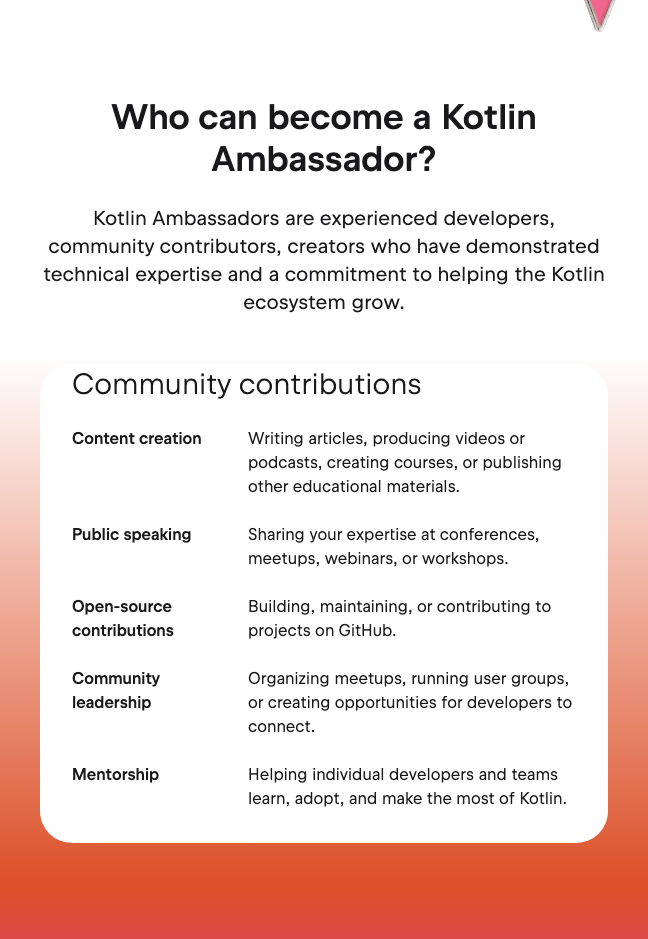 Who can become a Kotlin
Ambassador?
Kotlin Ambassadors are experienced developers,
community contributors, creators who have demonstrated
technical expertise and a commitment to helping the Kotlin
ecosystem grow.
Community contributions
Content creation
Writing articles, producing videos or
podcasts, creating courses, or publishing
other educational materials.
Public speaking
Sharing your expertise at conferences,
meetups, webinars, or workshops.
Open-source
contributions
Building, maintaining, or contributing to
projects on GitHub.
Community
leadership
Organizing meetups, running user groups,
or creating opportunities for developers to
connect.
Mentorship
Helping individual developers and teams
learn, adopt, and make the most of Kotlin.